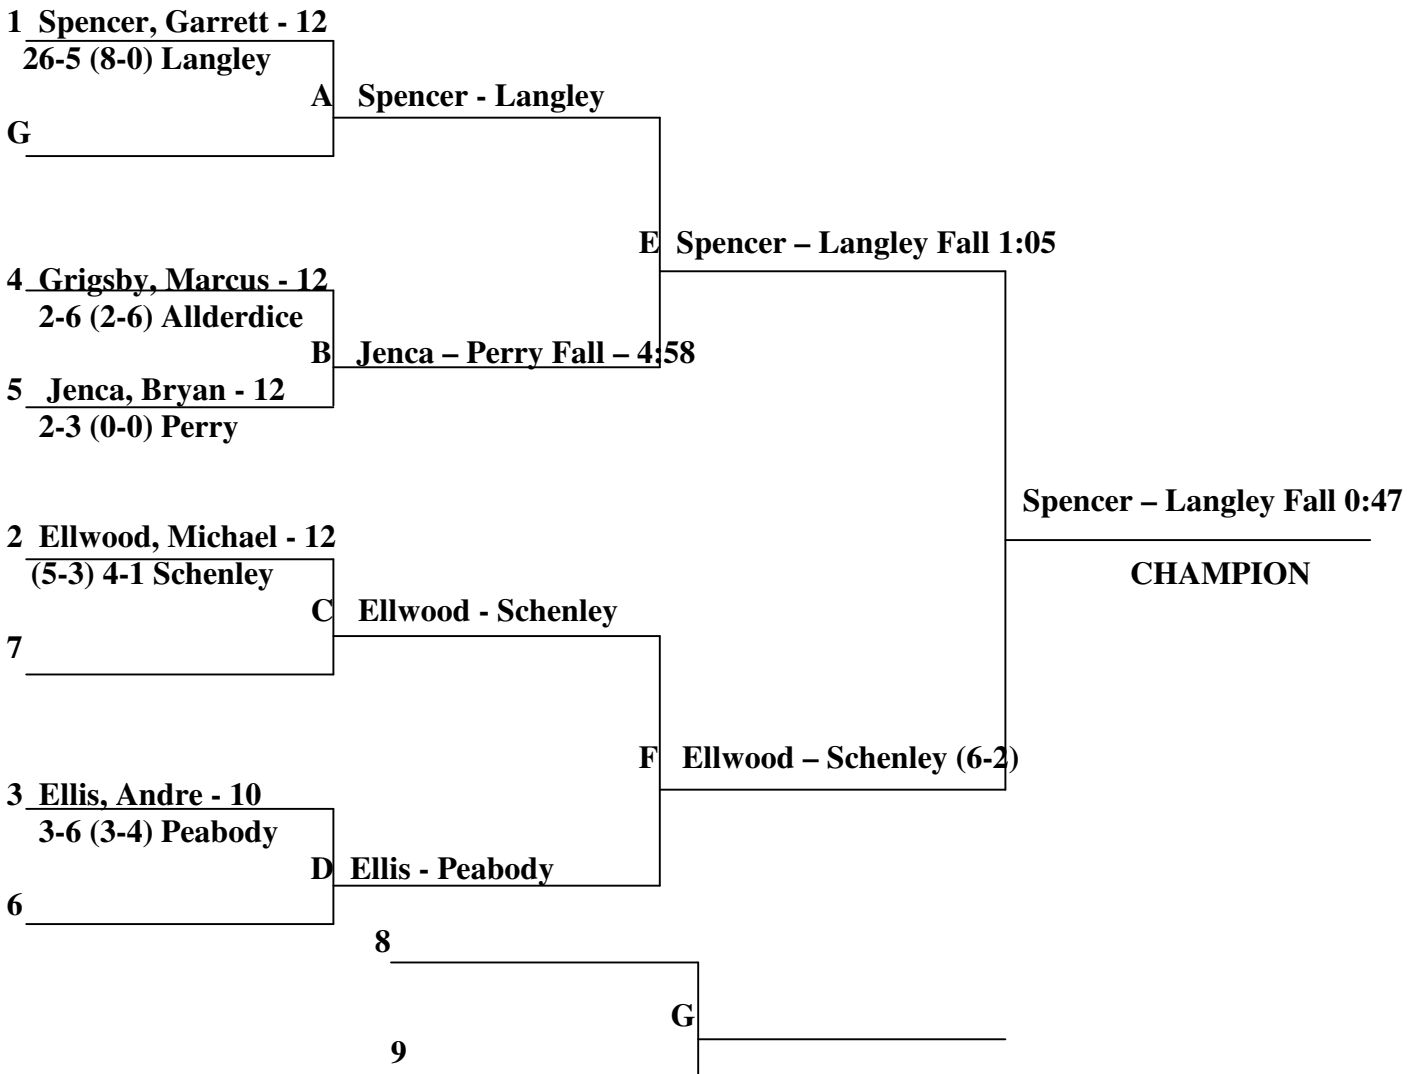 1 Spencer, Garrett - 12
26-5 (8-0) Langley
A Spencer - Langley
G
E Spencer – Langley Fall 1:05
4 Grigsby, Marcus - 12
2-6 (2-6) Allderdice
B Jenca – Perry Fall – 4:58
5 Jenca, Bryan - 12
2-3 (0-0) Perry
Spencer – Langley Fall 0:47
CHAMPION
2 Ellwood, Michael - 12
(5-3) 4-1 Schenley
C Ellwood - Schenley
7
F Ellwood – Schenley (6-2)
3 Ellis, Andre - 10
3-6 (3-4) Peabody
D Ellis - Peabody
6
8
G
9